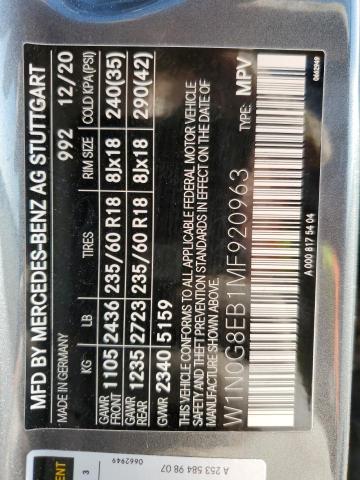 MFD BY MERCEDES-BENZ AG STUTTGART
MADE IN GERMANY 992 12/20
KG LB TIRES RIM SIZE COLD KPA(PSI)
GAWR FRONT 1105 2436 235/60 R18 8Jx18 240(35)
GAWR REAR 1235 2723 235/60 R18 8Jx18 290(42)
GVWR 2340 5159
THIS VEHICLE CONFORMS TO ALL APPLICABLE FEDERAL MOTOR VEHICLE
SAFETY, BUMPER, AND THEFT PREVENTION STANDARDS IN EFFECT ON THE DATE OF
MANUFACTURE SHOWN ABOVE.
W1N0G8EB1MF920963 TYPE: MPV
A 000 817 54 04
0662949
0662949
A 253 584 98 07
3